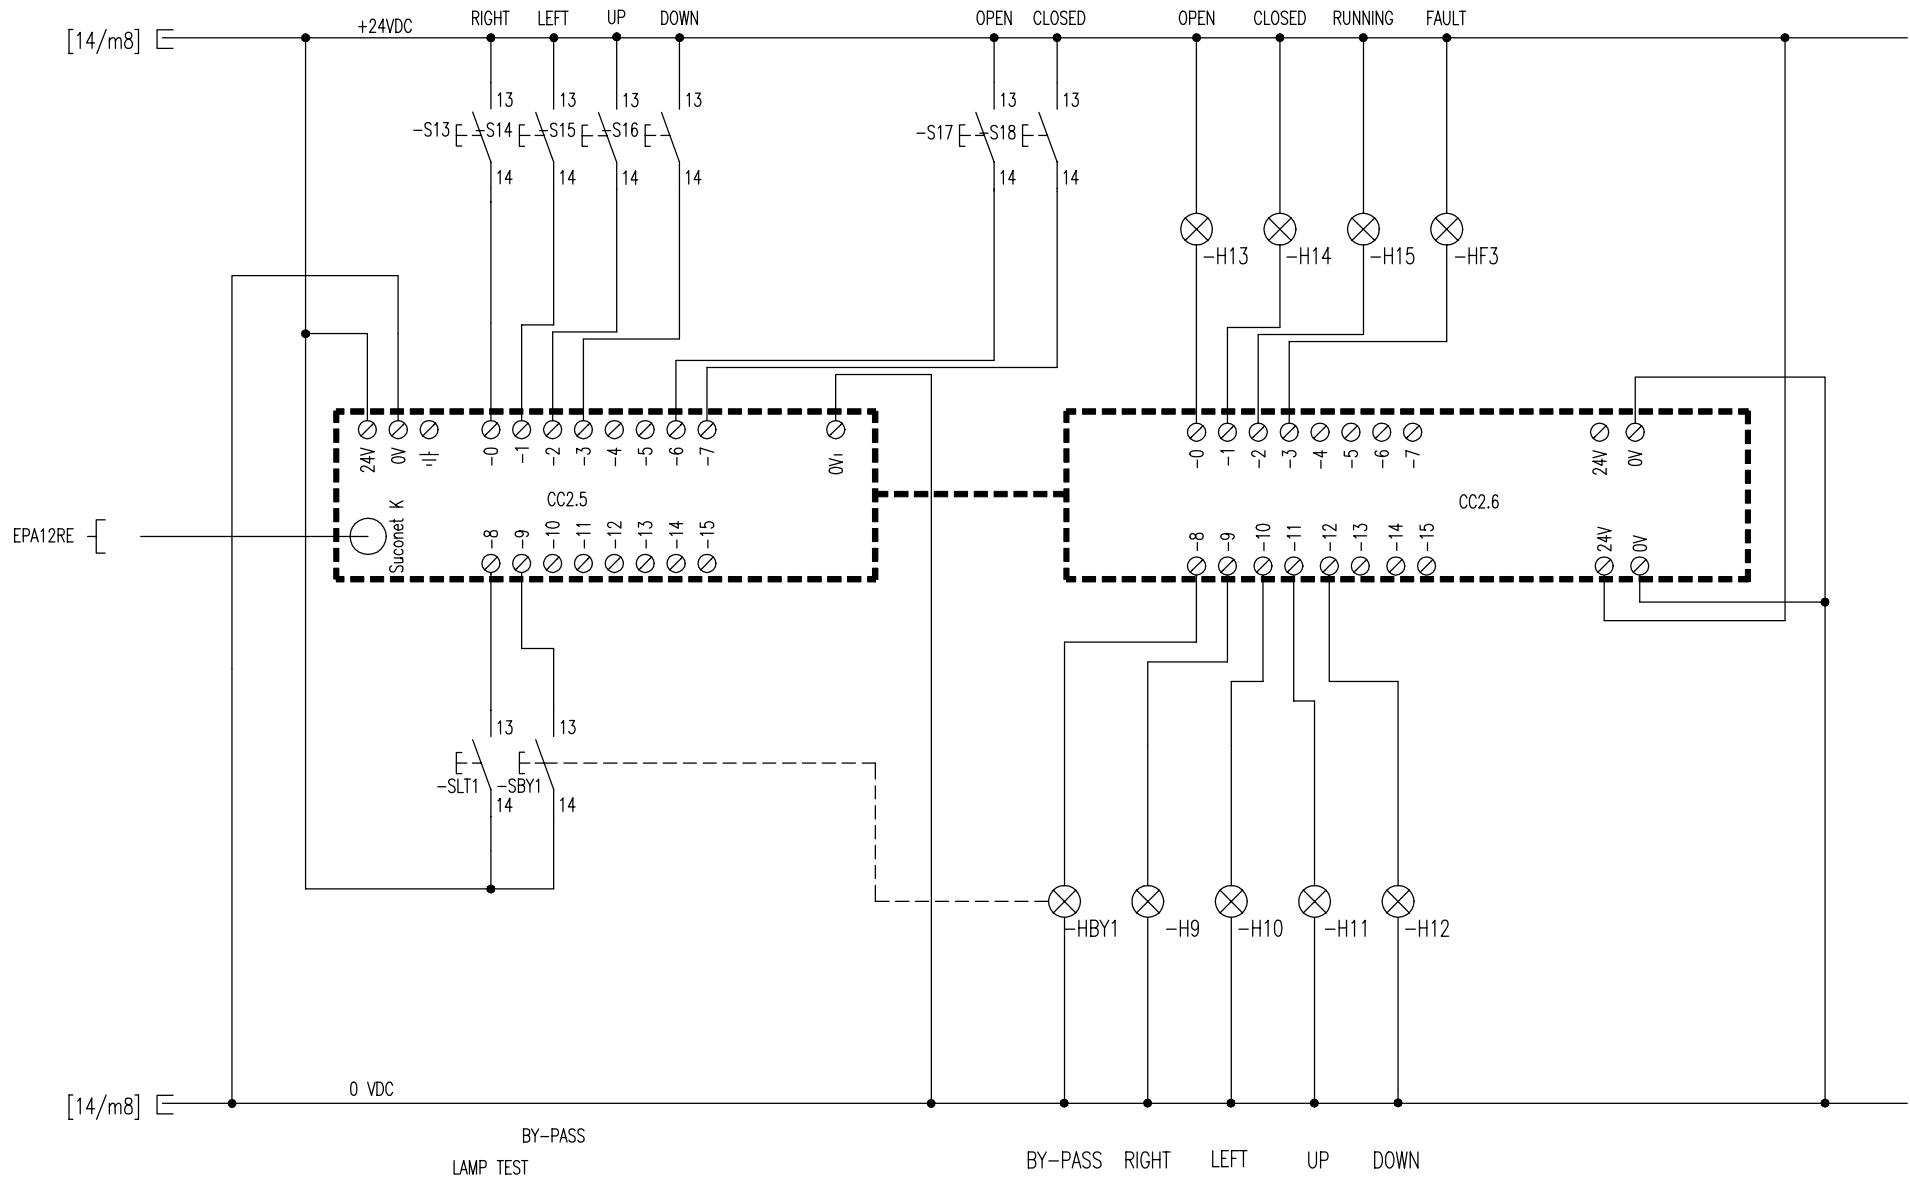 RIGHT LEFT UP DOWN OPEN CLOSED OPEN CLOSED RUNNING FAULT
[14/m8] +24VDC
13 13 13 13 13 13
-S13 -S14 -S15 -S16 -S17 -S18
14 14 14 14 14 14
-H13 -H14 -H15 -HF3
24V 0V -0 -1 -2 -3 -4 -5 -6 -7 0VI
-0 -1 -2 -3 -4 -5 -6 -7 24V 0V
CC2.5 CC2.6
EPA12RE Suconet K
-8 -9 -10 -11 -12 -13 -14 -15
-8 -9 -10 -11 -12 -13 -14 -15 24V 0V
13 13
-SLT1 -SBY1
14 14
-HBY1 -H9 -H10 -H11 -H12
[14/m8] 0 VDC
BY-PASS
LAMP TEST
BY-PASS RIGHT LEFT UP DOWN